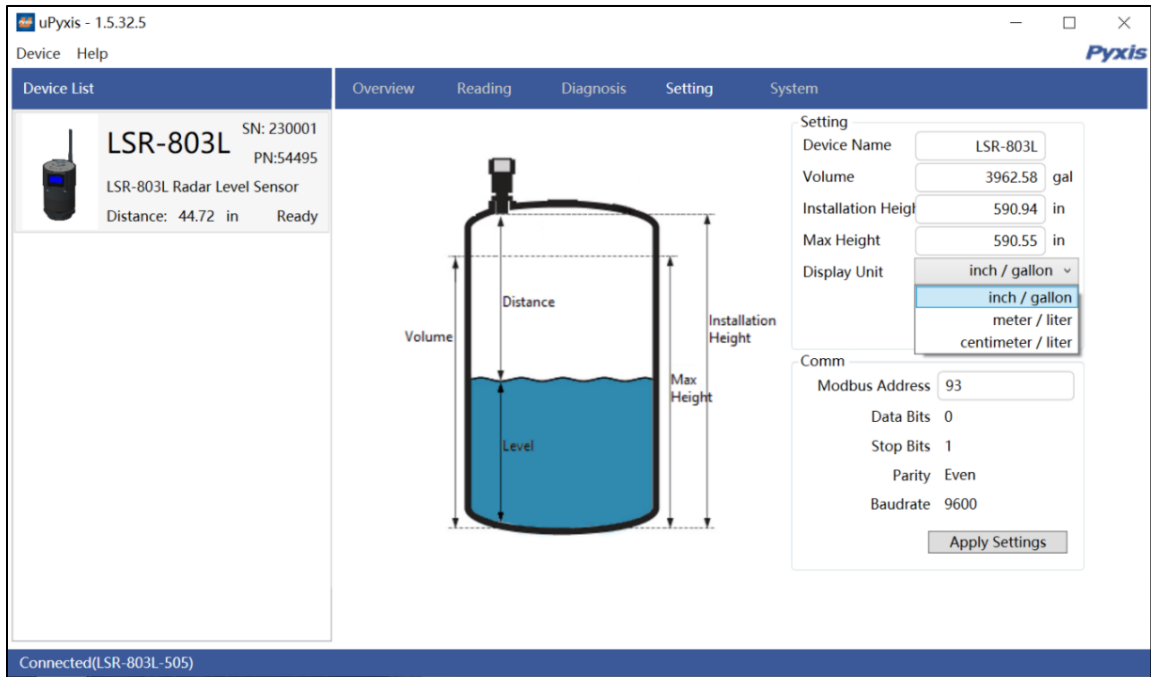 uPyxis - 1.5.32.5
Device Help
Pyxis
Device List
Overview Reading Diagnosis Setting System
LSR-803L
SN: 230001
PN:54495
LSR-803L Radar Level Sensor
Distance: 44.72 in Ready
Distance
Volume
Installation
Height
Max
Height
Level
Setting
Device Name LSR-803L
Volume 3962.58 gal
Installation Heigh 590.94 in
Max Height 590.55 in
Display Unit inch / gallon
inch / gallon
meter / liter
centimeter / liter
Comm
Modbus Address 93
Data Bits 0
Stop Bits 1
Parity Even
Baudrate 9600
Apply Settings
Connected(LSR-803L-505)